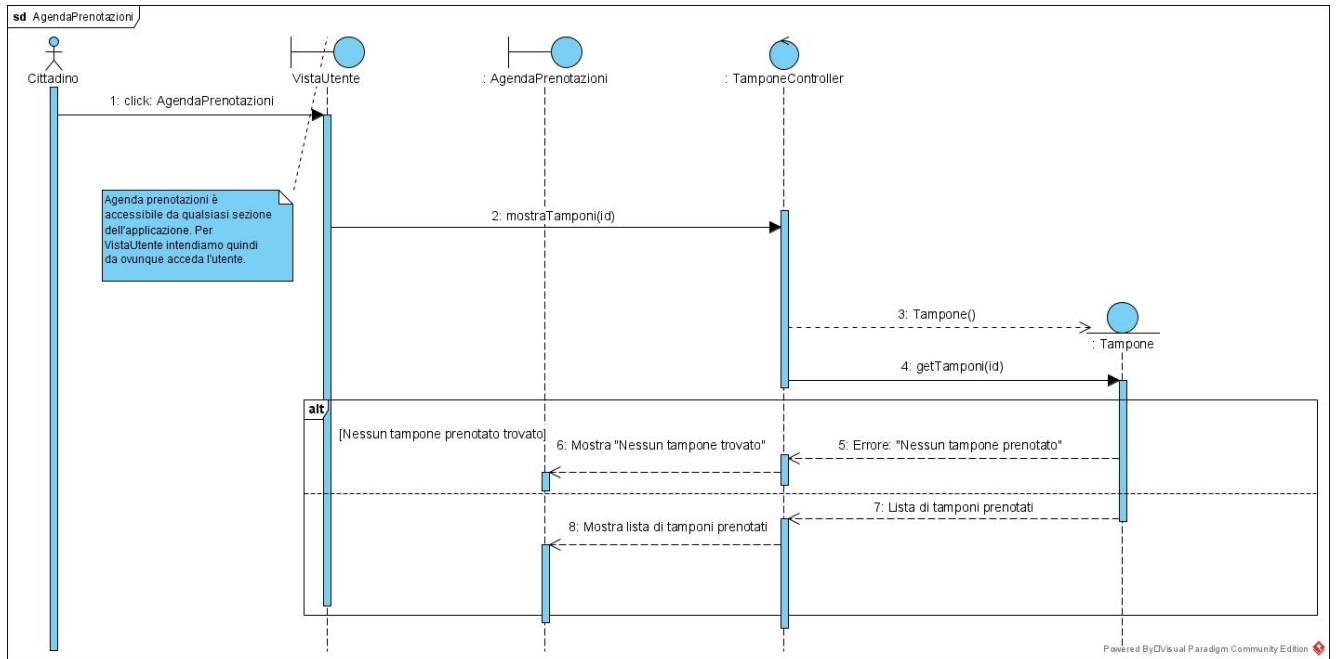 sd AgendaPrenotazioni
Cittadino
VistaUtente
: AgendaPrenotazioni
: TamponeController
1: click: AgendaPrenotazioni
Agenda prenotazioni è
accessibile da qualsiasi sezione
dell'applicazione. Per
VistaUtente intendiamo quindi
da ovunque acceda l'utente.
2: mostraTamponi(id)
3: Tampone()
: Tampone
4: getTamponi(id)
alt
[Nessun tampone prenotato trovato]
6: Mostra "Nessun tampone trovato"
5: Errore: "Nessun tampone prenotato"
7: Lista di tamponi prenotati
8: Mostra lista di tamponi prenotati
Powered By Visual Paradigm Community Edition